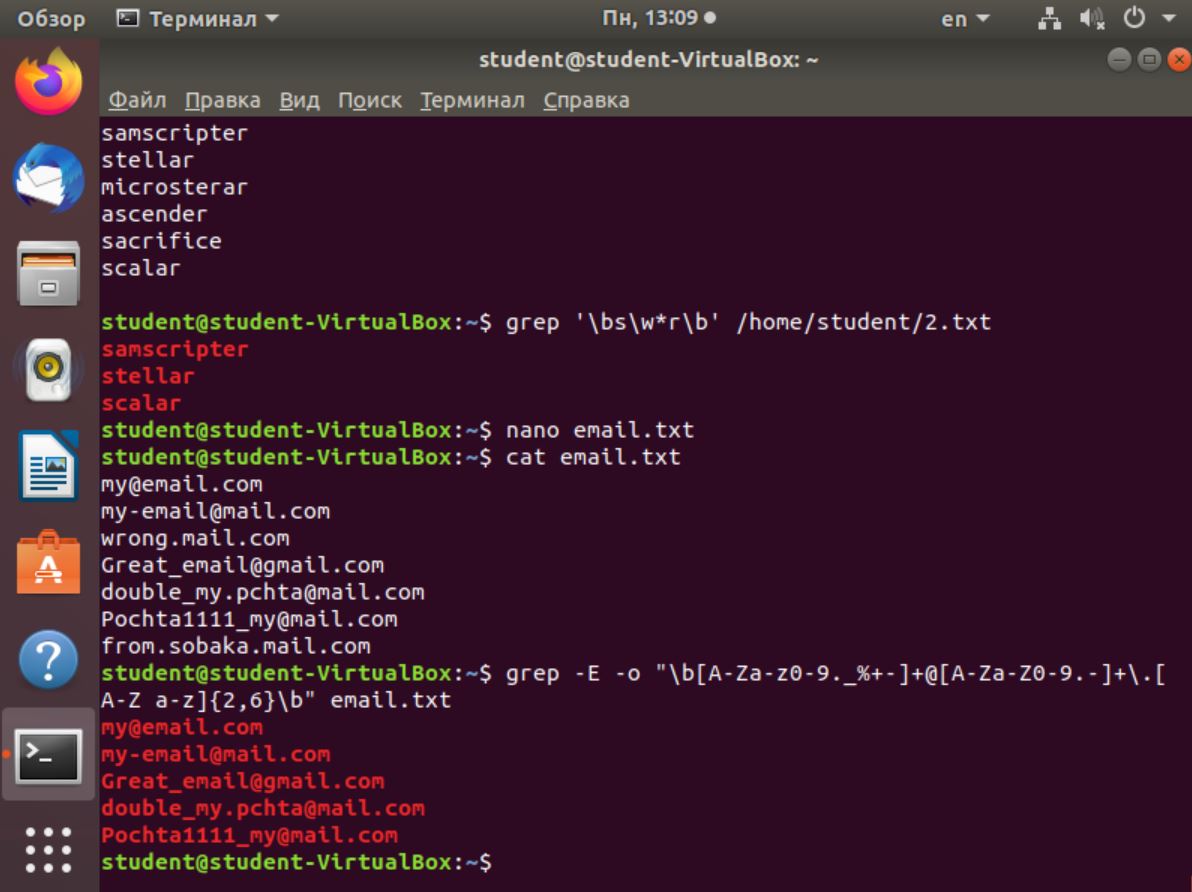 Обзор Терминал Пн, 13:09 en
student@student-VirtualBox: ~
Файл Правка Вид Поиск Терминал Справка
samscripter
stellar
microsterar
ascender
sacrifice
scalar
student@student-VirtualBox:~$ grep '\bs\w*r\b' /home/student/2.txt
samscripter
stellar
scalar
student@student-VirtualBox:~$ nano email.txt
student@student-VirtualBox:~$ cat email.txt
my@email.com
my-email@mail.com
wrong.mail.com
Great_email@gmail.com
double_my.pchta@mail.com
Pochta1111_my@mail.com
from.sobaka.mail.com
student@student-VirtualBox:~$ grep -E -o "\b[A-Za-z0-9._%+-]+@[A-Za-Z0-9.-]+\.[
A-Z a-z]{2,6}\b" email.txt
my@email.com
my-email@mail.com
Great_email@gmail.com
double_my.pchta@mail.com
Pochta1111_my@mail.com
student@student-VirtualBox:~$